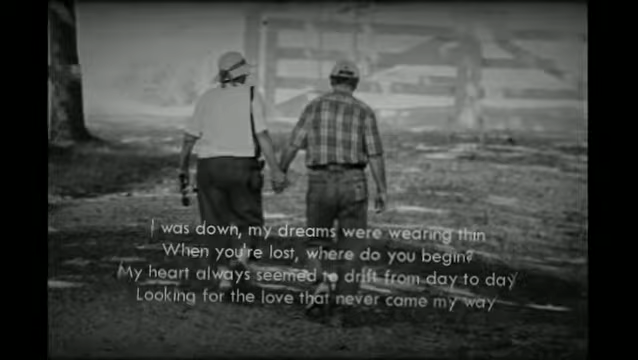 I was down, my dreams were wearing thin
When you're lost, where do you begin?
My heart always seemed to drift from day to day
Looking for the love that never came my way